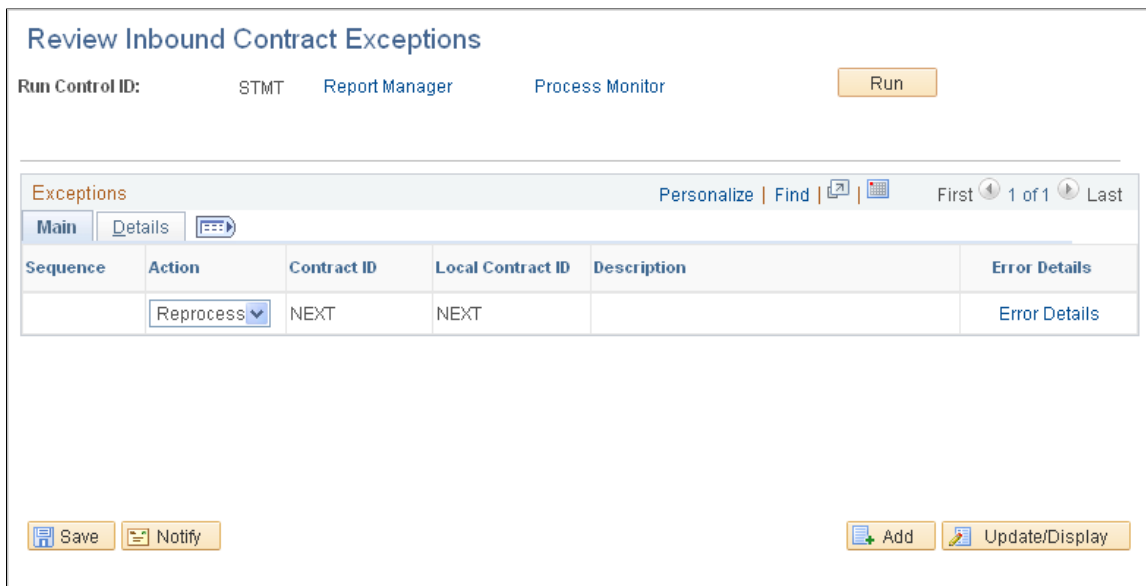 Review Inbound Contract Exceptions
Run Control ID: STMT Report Manager Process Monitor Run
Exceptions Personalize | Find | | First 1 of 1 Last
Main Details
Sequence Action Contract ID Local Contract ID Description Error Details
Reprocess NEXT NEXT Error Details
Save Notify Add Update/Display